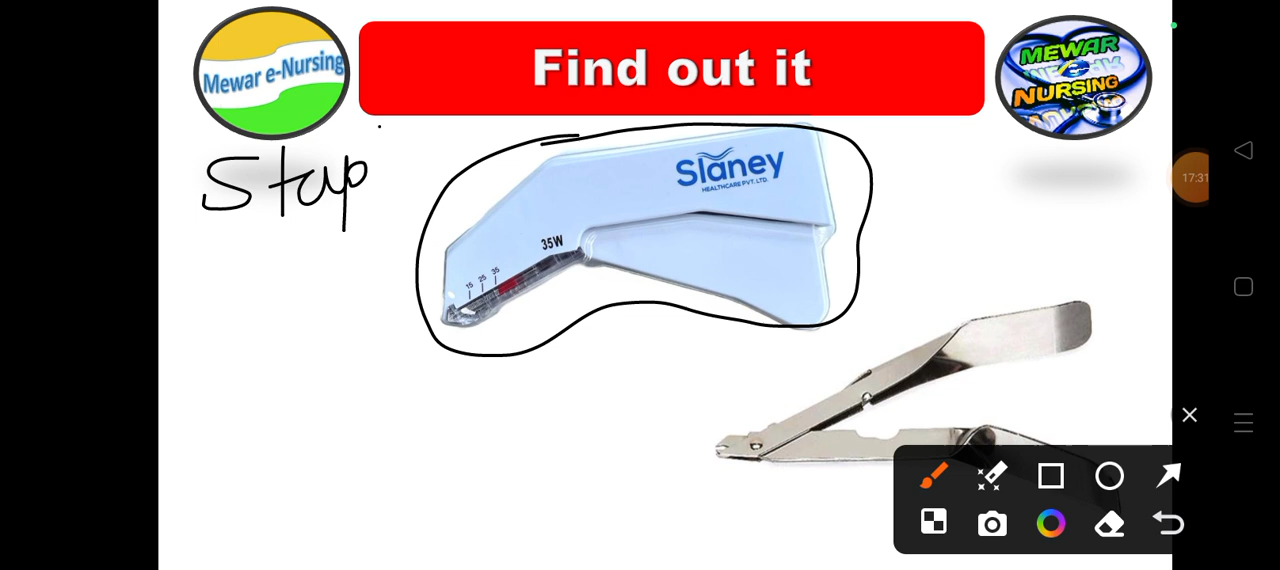 Mewar e-Nursing
Find out it
MEWAR
NURSING
Stap
Slaney
HEALTHCARE PVT. LTD.
35W
15 25 35
17:31